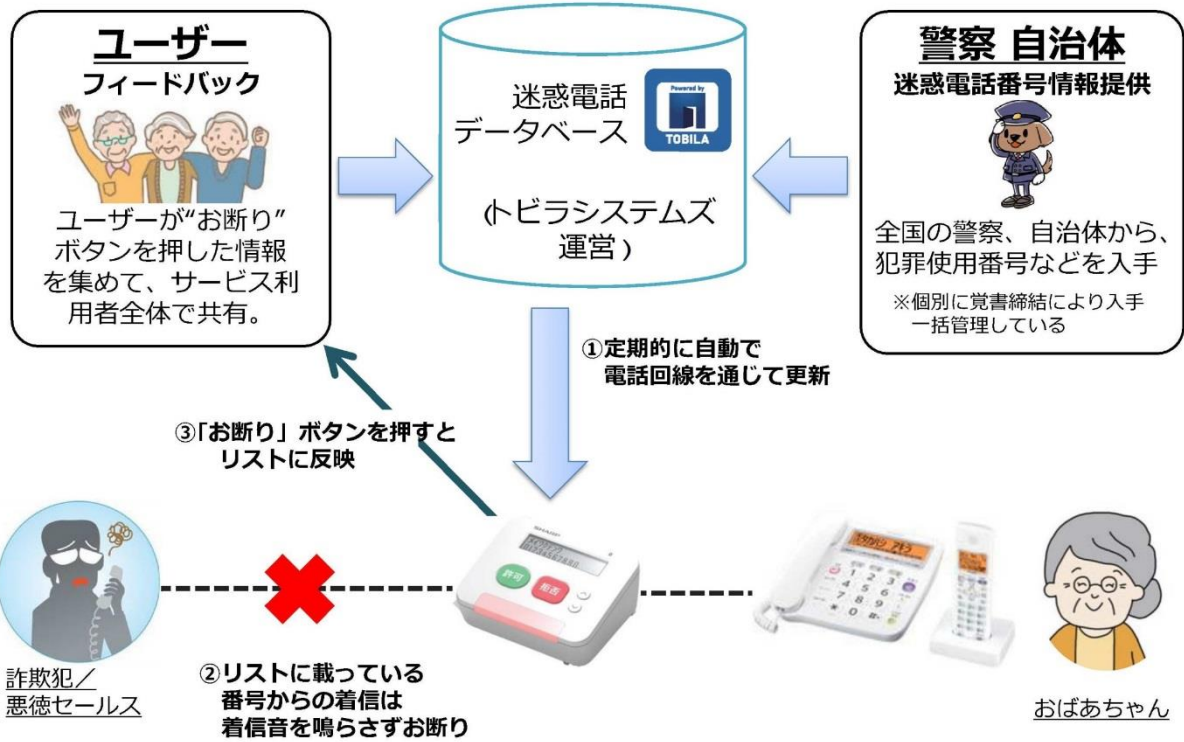 ユーザー
フィードバック
ユーザーが“お断り”
ボタンを押した情報
を集めて、サービス利
用者全体で共有。
迷惑電話
データベース
Powered by
TOBILA
(トビラシステムズ
運営)
警察 自治体
迷惑電話番号情報提供
全国の警察、自治体から、
犯罪使用番号などを入手
※個別に覚書締結により入手
一括管理している
①定期的に自動で
電話回線を通じて更新
③「お断り」ボタンを押すと
リストに反映
SHARP
許可
拒否
1
2
3
4
5
6
7
8
9
*
0
#
詐欺犯/
悪徳セールス
②リストに載っている
番号からの着信は
着信音を鳴らさずお断り
おばあちゃん